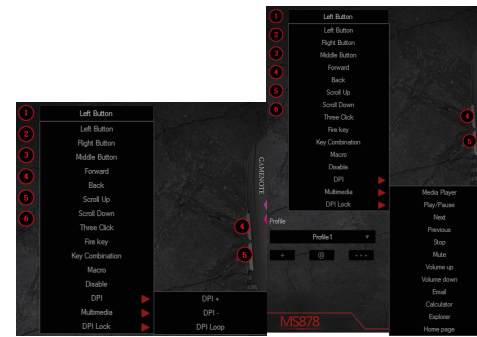 1 Left Button
2 Left Button
Right Button
3 Middle Button
4 Forward
Back
5 Scroll Up
6 Scroll Down
Three Click
Fire key
Key Combination
Macro
Disable
DPI
Multimedia
DPI Lock
DPI +
DPI -
DPI Loop
GAMENOTE
4
5
1 Left Button
2 Left Button
Right Button
3 Middle Button
4 Forward
Back
5 Scroll Up
6 Scroll Down
Three Click
Fire key
Key Combination
Macro
Disable
DPI
Multimedia
DPI Lock
4
5
Media Player
Play/Pause
Next
Previous
Stop
Mute
Volume up
Volume down
Email
Calculator
Explorer
Home page
Profile
Profile1
+
...
MS878